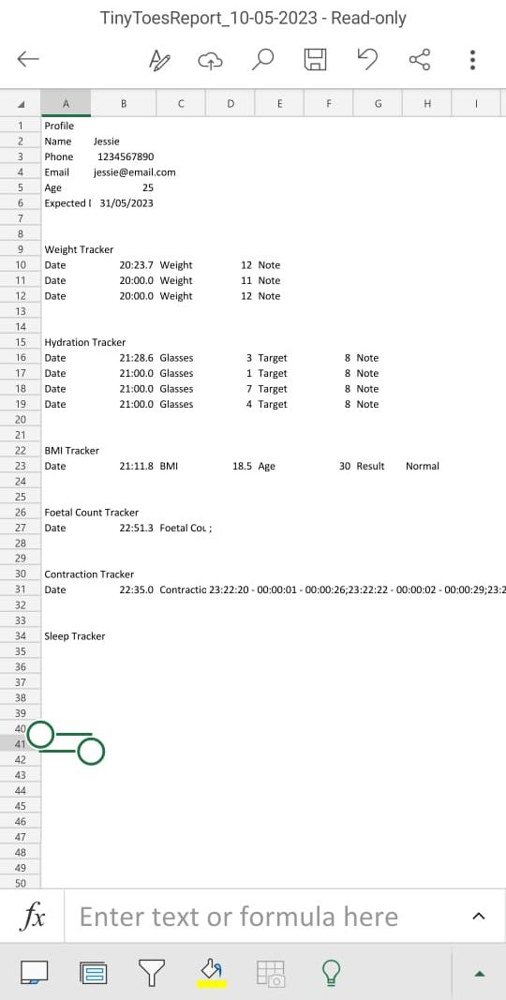 TinyToesReport_10-05-2023 - Read-only
A B C D E F G H I
1 Profile
2 Name Jessie
3 Phone 1234567890
4 Email jessie@email.com
5 Age 25
6 Expected 31/05/2023
7
8
9 Weight Tracker
10 Date 20:23.7 Weight 12 Note
11 Date 20:00.0 Weight 11 Note
12 Date 20:00.0 Weight 12 Note
13
14
15 Hydration Tracker
16 Date 21:28.6 Glasses 3 Target 8 Note
17 Date 21:00.0 Glasses 1 Target 8 Note
18 Date 21:00.0 Glasses 7 Target 8 Note
19 Date 21:00.0 Glasses 4 Target 8 Note
20
21
22 BMI Tracker
23 Date 21:11.8 BMI 18.5 Age 30 Result Normal
24
25
26 Foetal Count Tracker
27 Date 22:51.3 Foetal Cou ;
28
29
30 Contraction Tracker
31 Date 22:35.0 Contractic 23:22:20 - 00:00:01 - 00:00:26;23:22:22 - 00:00:02 - 00:00:29;23:2
32
33
34 Sleep Tracker
35
36
37
38
39
40
41
42
43
44
45
46
47
48
49
50
fx Enter text or formula here